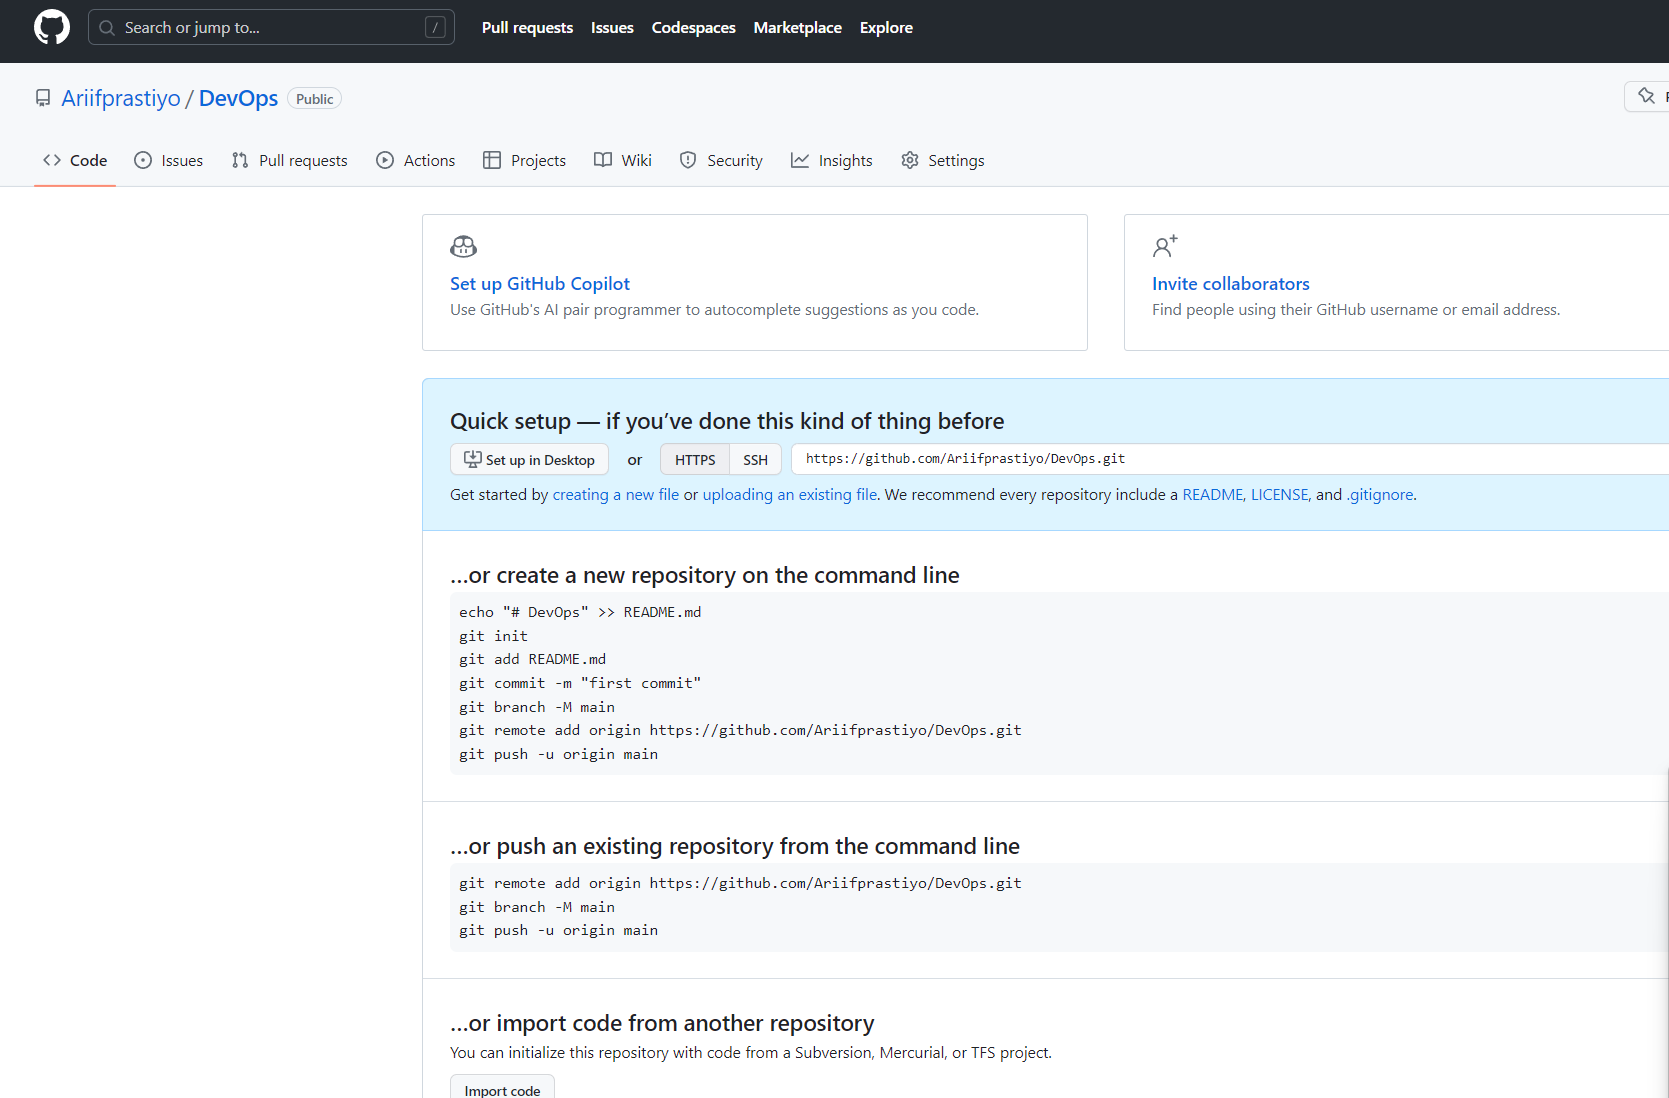 Search or jump to... / Pull requests Issues Codespaces Marketplace Explore
Ariifprastiyo / DevOps Public
Code Issues Pull requests Actions Projects Wiki Security Insights Settings
Set up GitHub Copilot
Use GitHub's AI pair programmer to autocomplete suggestions as you code.
Invite collaborators
Find people using their GitHub username or email address.
Quick setup — if you’ve done this kind of thing before
Set up in Desktop or HTTPS SSH https://github.com/Ariifprastiyo/DevOps.git
Get started by creating a new file or uploading an existing file. We recommend every repository include a README, LICENSE, and .gitignore.
…or create a new repository on the command line
echo "# DevOps" >> README.md
git init
git add README.md
git commit -m "first commit"
git branch -M main
git remote add origin https://github.com/Ariifprastiyo/DevOps.git
git push -u origin main
…or push an existing repository from the command line
git remote add origin https://github.com/Ariifprastiyo/DevOps.git
git branch -M main
git push -u origin main
…or import code from another repository
You can initialize this repository with code from a Subversion, Mercurial, or TFS project.
Import code